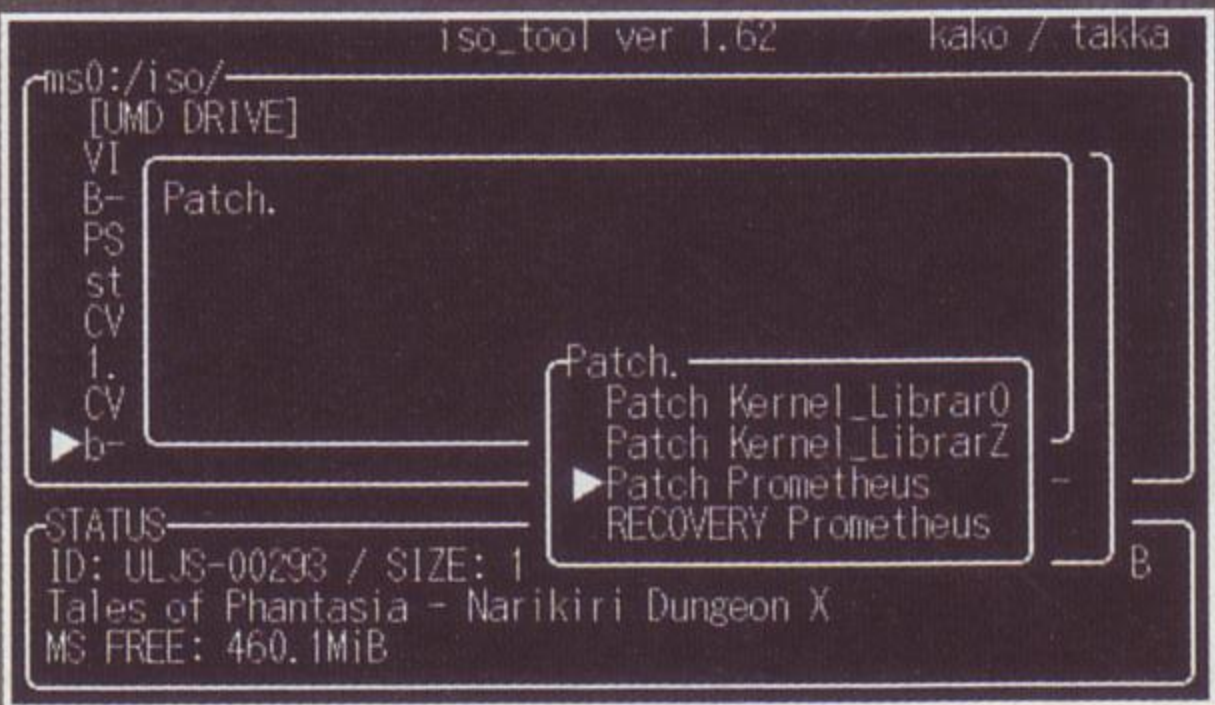 iso_tool ver 1.62 kako / takka
ms0:/iso/
[UMD DRIVE]
VI
B-
PS
st
CV
1.
CV
▶b-
Patch.
Patch.
Patch Kernel_Librar0
Patch Kernel_LibrarZ
▶Patch Prometheus
RECOVERY Prometheus
STATUS
ID: ULJS-00293 / SIZE: 1
B
Tales of Phantasia - Narikiri Dungeon X
MS FREE: 460.1MiB